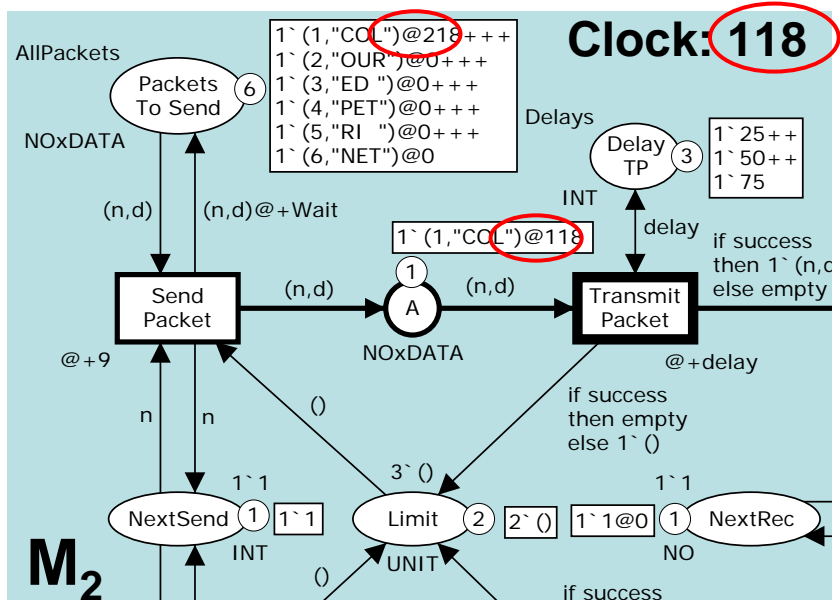 AllPackets
Packets
To Send
6
NOxDATA
1`(1,"COL")@218+++
1`(2,"OUR")@0+++
1`(3,"ED ")@0+++
1`(4,"PET")@0+++
1`(5,"RI  ")@0+++
1`(6,"NET")@0
Clock: 118
Delays
Delay
TP
3
1`25++
1`50++
1`75
INT
(n,d)
(n,d)@+Wait
1`(1,"COL")@118
delay
if success
then 1`(n,d
else empty
Send
Packet
(n,d)
1
A
(n,d)
Transmit
Packet
NOxDATA
@+9
@+delay
n
n
()
if success
then empty
else 1`()
1`1
3`()
1`1
NextSend
1
1`1
Limit
2
2`()
1`1@0
1
NextRec
INT
UNIT
NO
M2
()
if success